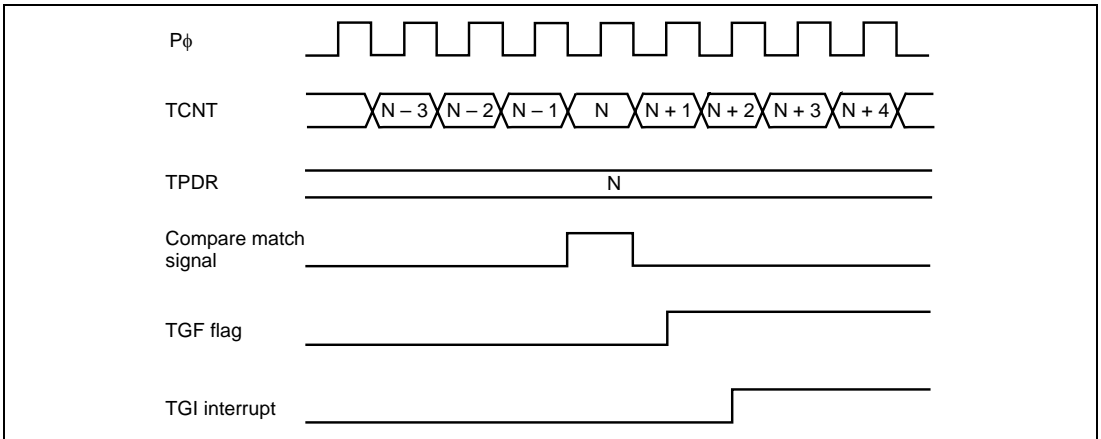 Pϕ
TCNT
N – 3 N – 2 N – 1 N N + 1 N + 2 N + 3 N + 4
TPDR
N
Compare match
signal
TGF flag
TGI interrupt